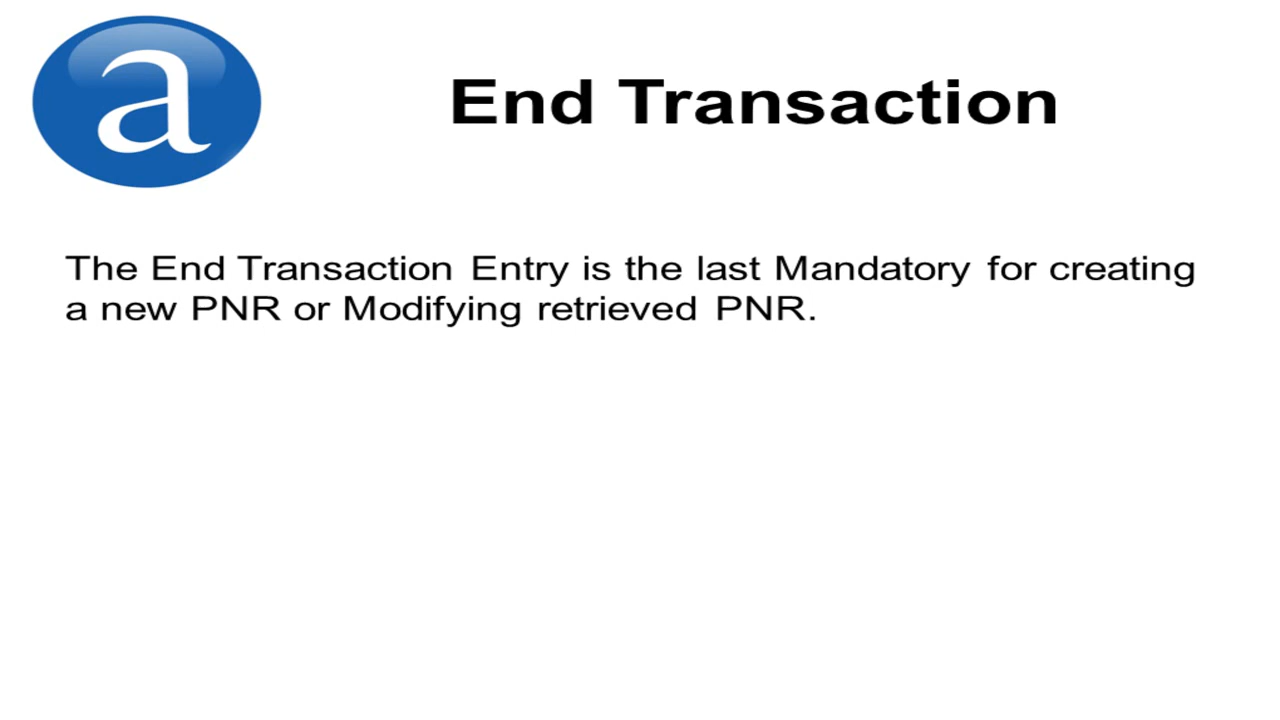 a
End Transaction
The End Transaction Entry is the last Mandatory for creating
a new PNR or Modifying retrieved PNR.